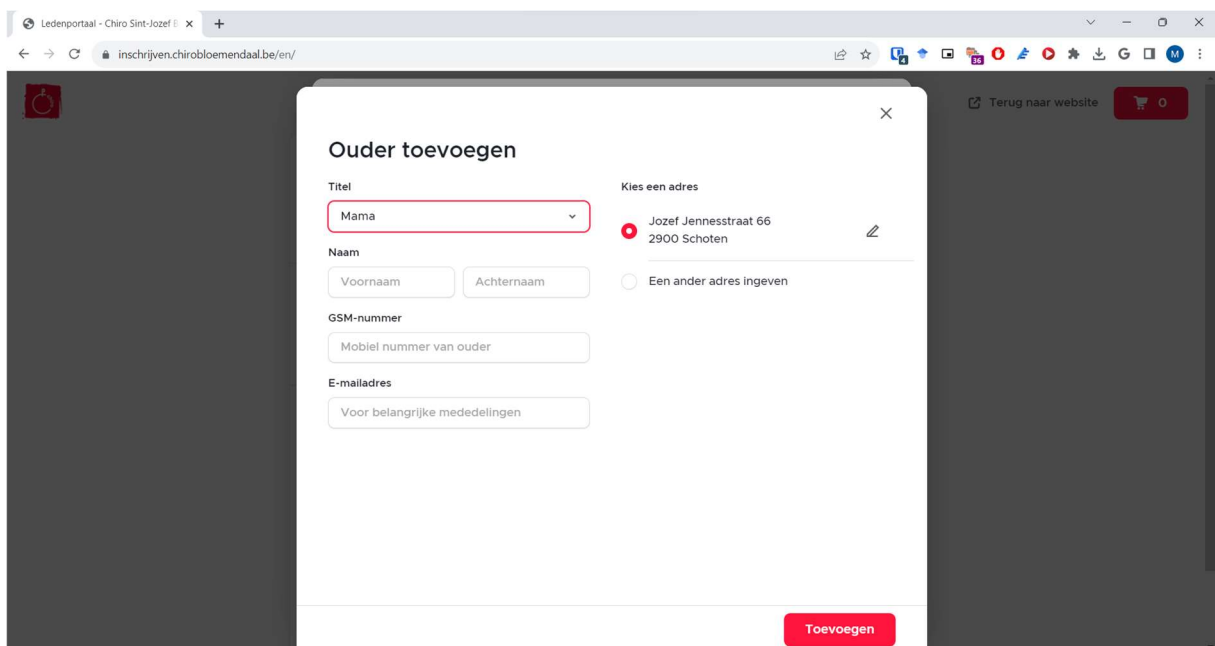 Ledenportaal - Chiro Sint-Jozef B
inschrijven.chirobloemendaal.be/en/
4
36
G
M
Terug naar website
0
Ouder toevoegen
Titel
Mama
Naam
Voornaam
Achternaam
GSM-nummer
Mobiel nummer van ouder
E-mailadres
Voor belangrijke mededelingen
Kies een adres
Jozef Jennesstraat 66
2900 Schoten
Een ander adres ingeven
Toevoegen